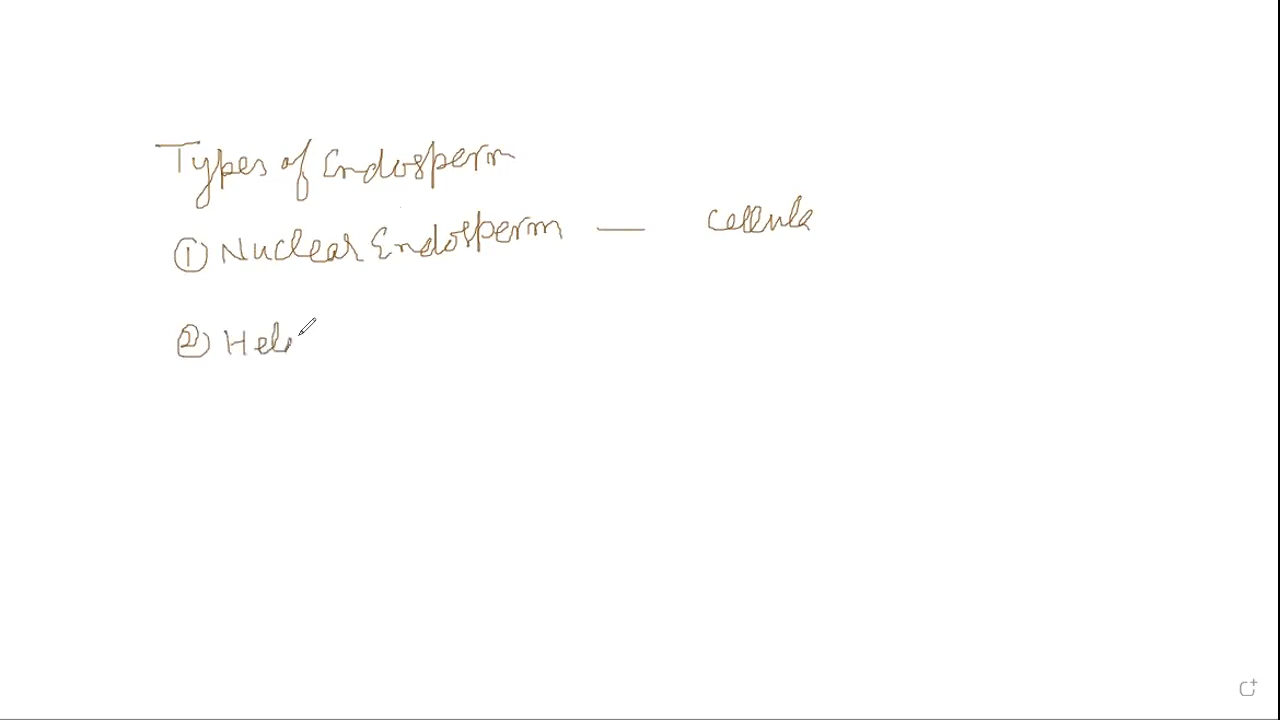 Types of Endosperm
① Nuclear Endosperm — Cellula
② Hel